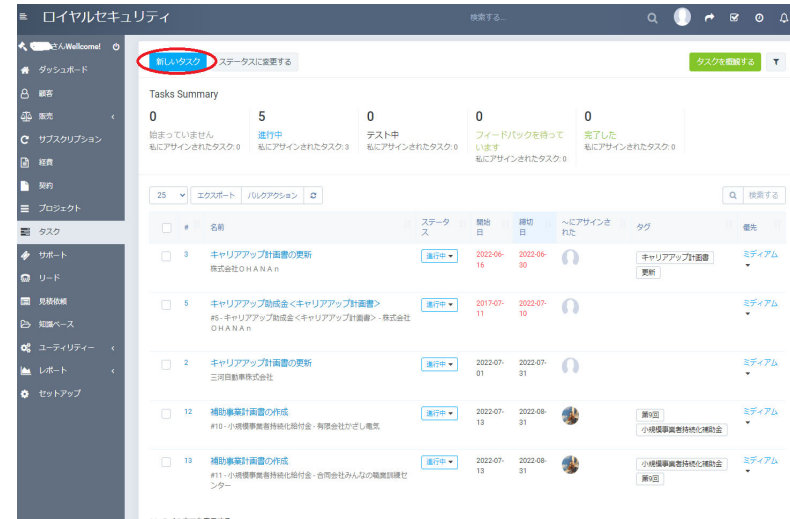 ロイヤルセキュリティ
検索する...
さんWellcome!
新しいタスク
ステータスに変更する
タスクを概観する
ダッシュボード
顧客
販売
サブスクリプション
経費
契約
プロジェクト
タスク
サポート
リード
見積依頼
知識ベース
ユーティリティー
レポート
セットアップ
Tasks Summary
0
始まっていません
私にアサインされたタスク: 0
5
進行中
私にアサインされたタスク: 3
0
テスト中
私にアサインされたタスク: 0
0
フィードバックを待って
います
私にアサインされたタスク: 0
0
完了した
私にアサインされたタスク: 0
25
エクスポート
バルクアクション
検索する
#
名前
ステータ
ス
開始
日
締切
日
~にアサインさ
れた
タグ
優先
3
キャリアアップ計画書の更新
株式会社OHANAn
進行中
2022-06-
16
2022-06-
30
キャリアアップ計画書
更新
ミディアム
5
キャリアアップ助成金<キャリアアップ計画書>
#5 - キャリアアップ助成金<キャリアアップ計画書> - 株式会社
OHANAn
進行中
2017-07-
11
2022-07-
10
ミディアム
2
キャリアアップ計画書の更新
三河自動車株式会社
進行中
2022-07-
01
2022-07-
31
ミディアム
12
補助事業計画書の作成
#10 - 小規模事業者持続化給付金 - 有限会社かざし電気
進行中
2022-07-
13
2022-08-
31
第9回
小規模事業者持続化補助金
ミディアム
13
補助事業計画書の作成
#11 - 小規模事業者持続化給付金 - 合同会社みんなの職業訓練セ
ンター
進行中
2022-07-
13
2022-08-
31
小規模事業者持続化補助金
第9回
ミディアム